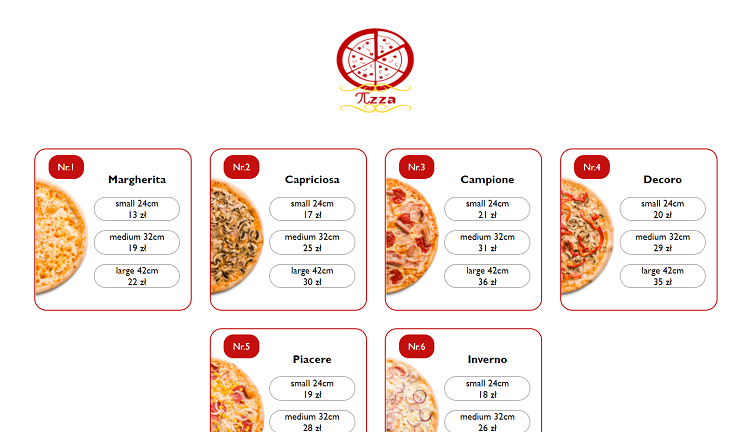 πzza
Nr.1
Margherita
small 24cm
13 zł
medium 32cm
19 zł
large 42cm
22 zł
Nr.2
Capriciosa
small 24cm
17 zł
medium 32cm
25 zł
large 42cm
30 zł
Nr.3
Campione
small 24cm
21 zł
medium 32cm
31 zł
large 42cm
36 zł
Nr.4
Decoro
small 24cm
20 zł
medium 32cm
29 zł
large 42cm
35 zł
Nr.5
Piacere
small 24cm
19 zł
medium 32cm
28 zł
Nr.6
Inverno
small 24cm
18 zł
medium 32cm
26 zł